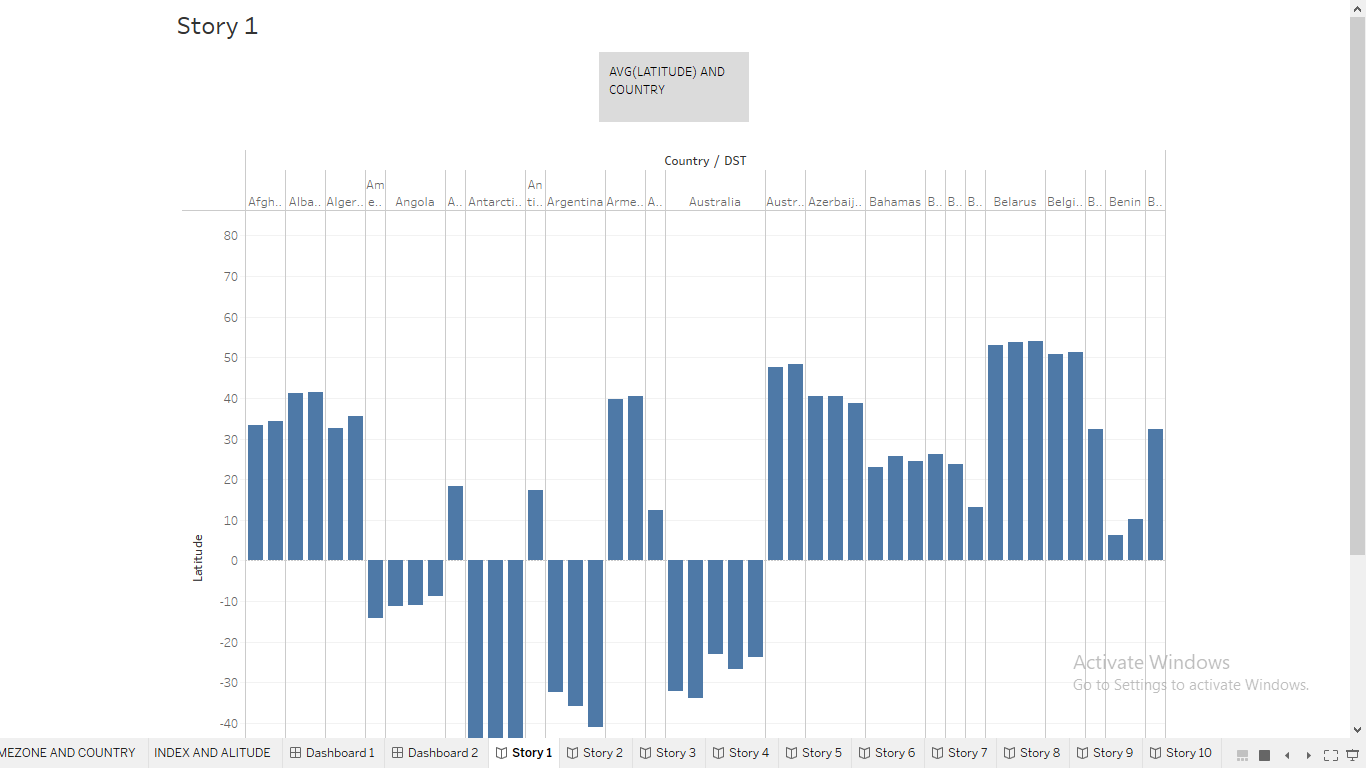 Story 1
AVG(LATITUDE) AND
COUNTRY
Country / DST
Afgh..
Alba..
Alger..
Am
e..
Angola
A..
Antarcti..
An
ti..
Argentina
Arme..
A..
Australia
Austr..
Azerbaij..
Bahamas
B..
B..
B..
Belarus
Belgi..
B..
Benin
B..
80
70
60
50
40
30
20
10
0
-10
-20
-30
-40
Latitude
Activate Windows
Go to Settings to activate Windows.
MEZONE AND COUNTRY
INDEX AND ALITUDE
Dashboard 1
Dashboard 2
Story 1
Story 2
Story 3
Story 4
Story 5
Story 6
Story 7
Story 8
Story 9
Story 10